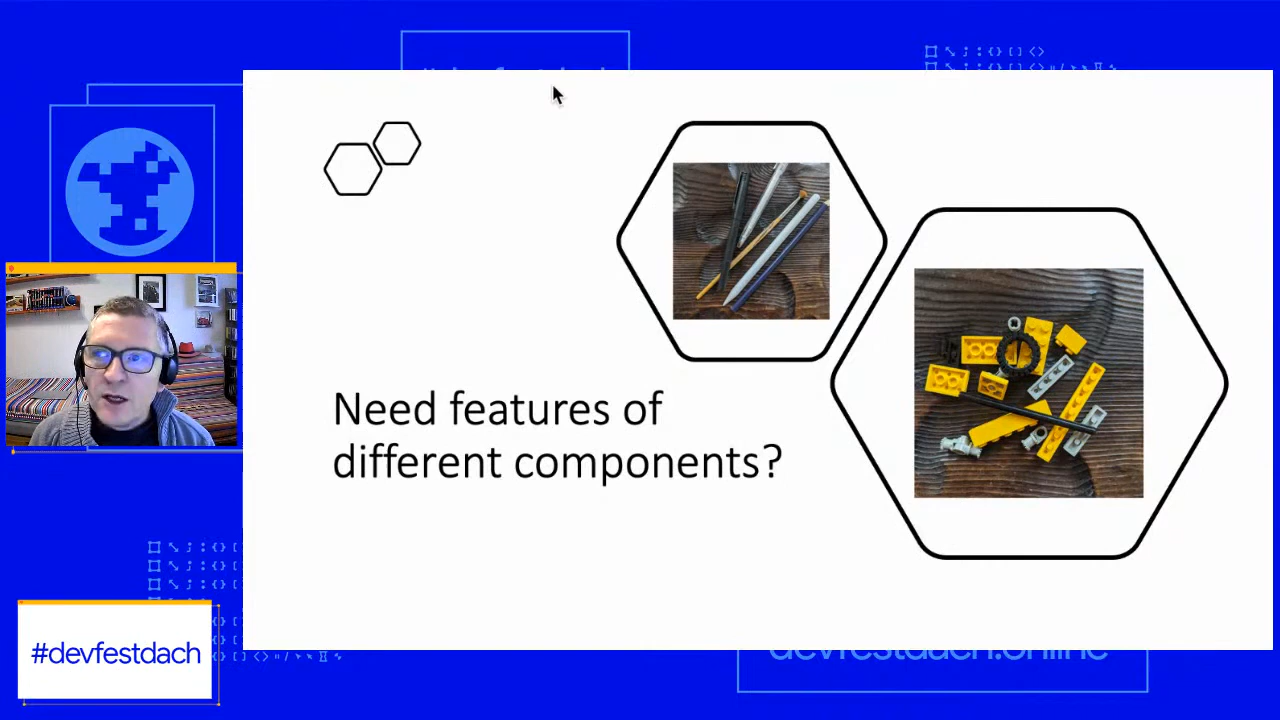 Need features of
different components?
#devfestdach
devfestdach.online